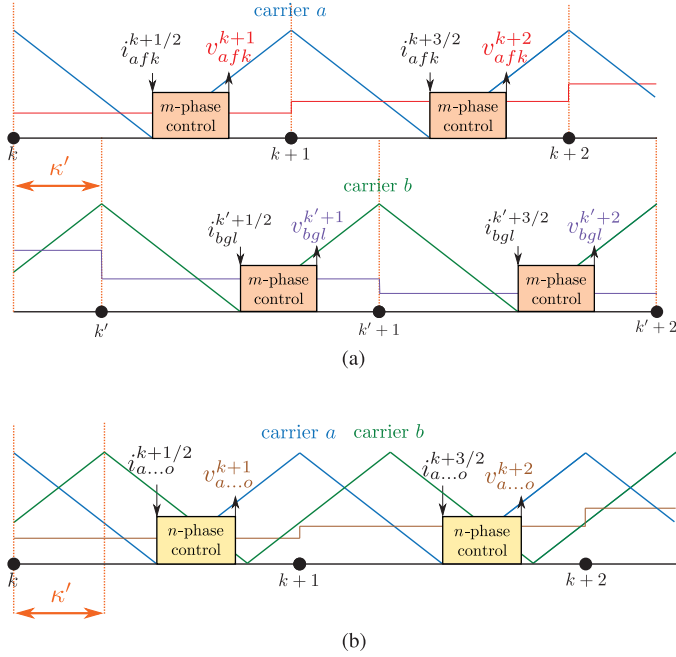 carrier a
i_{afk}^{k+1/2} v_{afk}^{k+1} i_{afk}^{k+3/2} v_{afk}^{k+2}
m-phase control m-phase control
k k + 1 k + 2
κ′
carrier b
i_{bgl}^{k′+1/2} v_{bgl}^{k′+1} i_{bgl}^{k′+3/2} v_{bgl}^{k′+2}
m-phase control m-phase control
k′ k′ + 1 k′ + 2
(a)
carrier a carrier b
i_{a...o}^{k+1/2} v_{a...o}^{k+1} i_{a...o}^{k+3/2} v_{a...o}^{k+2}
n-phase control n-phase control
k k + 1 k + 2
κ′
(b)